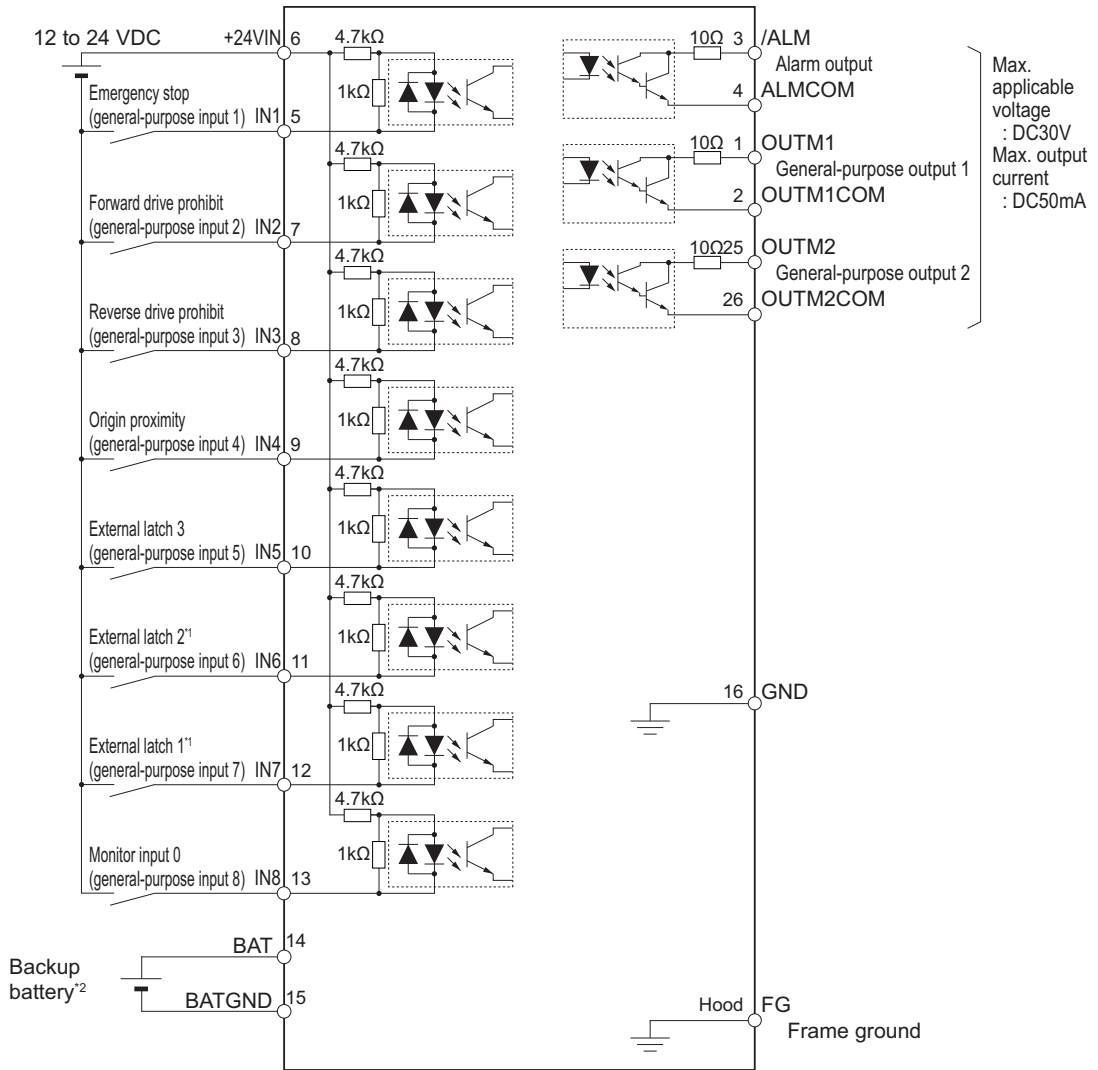 12 to 24 VDC
+24VIN 6
4.7kΩ
1kΩ
Emergency stop
(general-purpose input 1) IN1 5
4.7kΩ
1kΩ
Forward drive prohibit
(general-purpose input 2) IN2 7
4.7kΩ
1kΩ
Reverse drive prohibit
(general-purpose input 3) IN3 8
4.7kΩ
1kΩ
Origin proximity
(general-purpose input 4) IN4 9
4.7kΩ
1kΩ
External latch 3
(general-purpose input 5) IN5 10
4.7kΩ
1kΩ
External latch 2*1
(general-purpose input 6) IN6 11
4.7kΩ
1kΩ
External latch 1*1
(general-purpose input 7) IN7 12
4.7kΩ
1kΩ
Monitor input 0
(general-purpose input 8) IN8 13
BAT 14
Backup
battery*2
BATGND 15
10Ω 3 /ALM
Alarm output
4 ALMCOM
10Ω 1 OUTM1
General-purpose output 1
2 OUTM1COM
10Ω 25 OUTM2
General-purpose output 2
26 OUTM2COM
Max.
applicable
voltage
: DC30V
Max. output
current
: DC50mA
16 GND
Hood FG
Frame ground